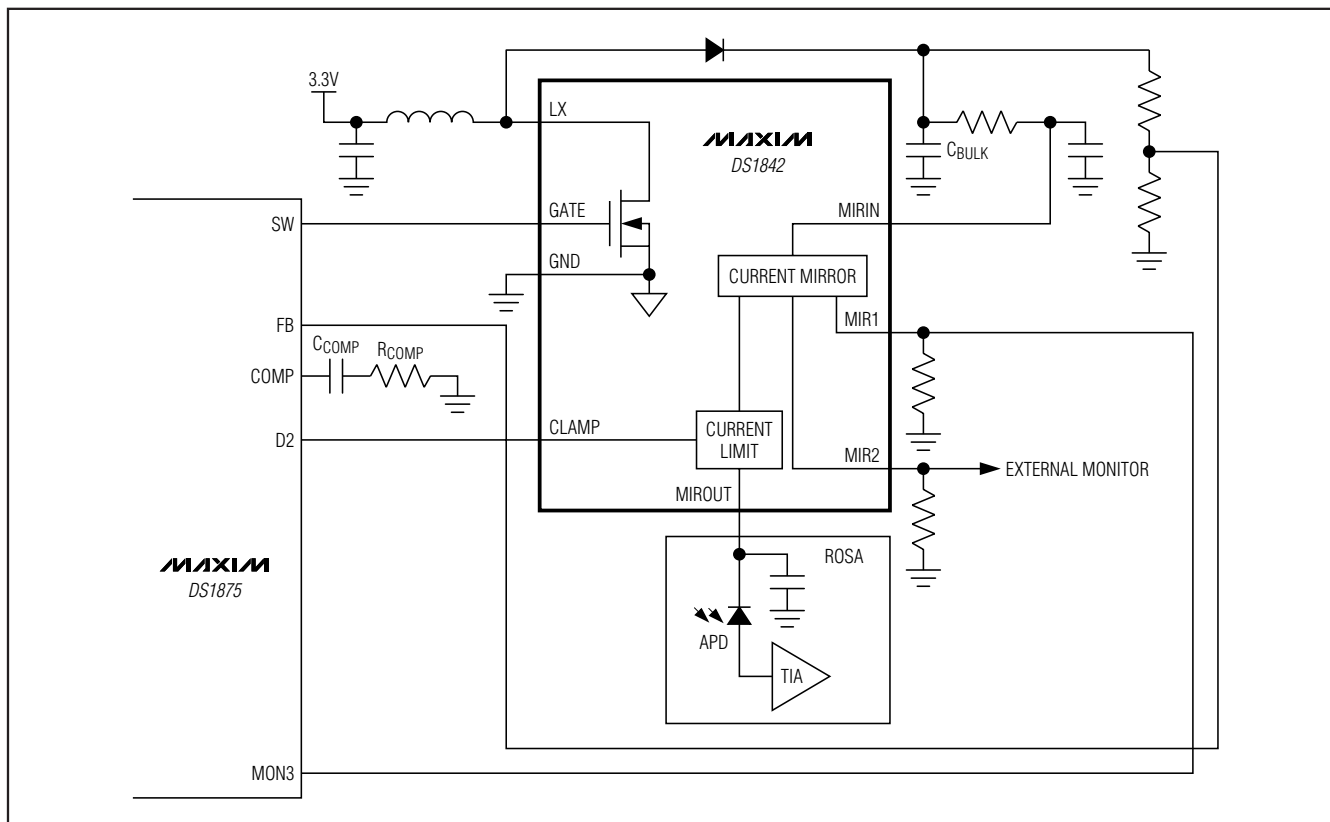 3.3V
LX
MAXIM
DS1842
CBULK
SW
GATE
MIRIN
GND
CURRENT MIRROR
FB
MIR1
CCOMP
RCOMP
COMP
D2
CLAMP
CURRENT
LIMIT
MIR2
EXTERNAL MONITOR
MIROUT
ROSA
MAXIM
DS1875
APD
TIA
MON3